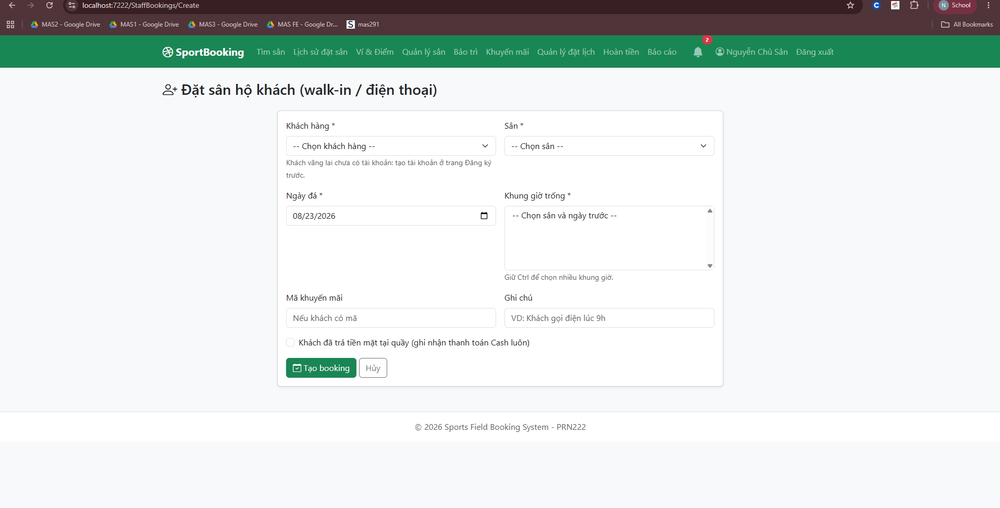 localhost:7222/StaffBookings/Create
N School
MAS2 - Google Drive
MAS1 - Google Drive
MAS3 - Google Drive
MAS FE - Google Dr...
S mas291
All Bookmarks
SportBooking
Tìm sân
Lịch sử đặt sân
Ví & Điểm
Quản lý sân
Bảo trì
Khuyến mãi
Quản lý đặt lịch
Hoàn tiền
Báo cáo
2
Nguyễn Chủ Sân
Đăng xuất
Đặt sân hộ khách (walk-in / điện thoại)
Khách hàng *
-- Chọn khách hàng --
Khách vãng lai chưa có tài khoản: tạo tài khoản ở trang Đăng ký
trước.
Sân *
-- Chọn sân --
Ngày đá *
08/23/2026
Khung giờ trống *
-- Chọn sân và ngày trước --
Giữ Ctrl để chọn nhiều khung giờ.
Mã khuyến mãi
Nếu khách có mã
Ghi chú
VD: Khách gọi điện lúc 9h
Khách đã trả tiền mặt tại quầy (ghi nhận thanh toán Cash luôn)
Tạo booking
Hủy
© 2026 Sports Field Booking System - PRN222